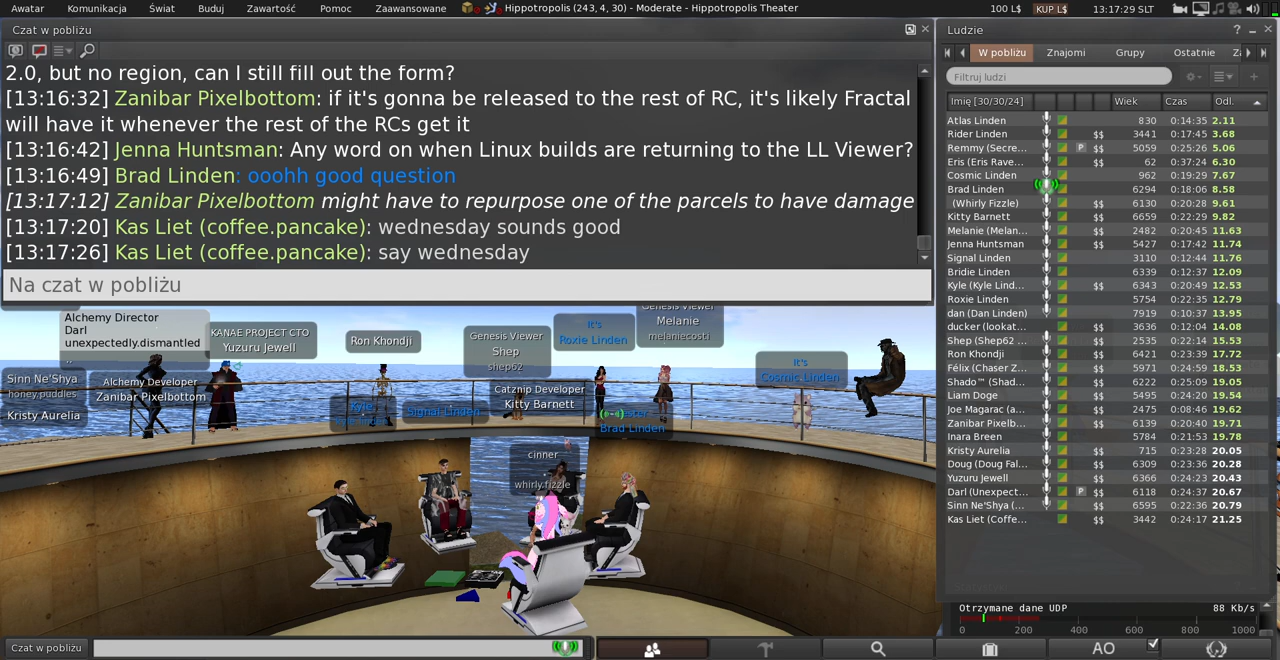 Awatar Komunikacja Świat Buduj Zawartość Pomoc Zaawansowane Hippotropolis (243, 4, 30) - Moderate - Hippotropolis Theater 100 L$ KUP L$ 13:17:29 SLT
Czat w pobliżu
2.0, but no region, can I still fill out the form?
[13:16:32] Zanibar Pixelbottom: if it's gonna be released to the rest of RC, it's likely Fractal
will have it whenever the rest of the RCs get it
[13:16:42] Jenna Huntsman: Any word on when Linux builds are returning to the LL Viewer?
[13:16:49] Brad Linden: ooohh good question
[13:17:12] Zanibar Pixelbottom might have to repurpose one of the parcels to have damage
[13:17:20] Kas Liet (coffee.pancake): wednesday sounds good
[13:17:26] Kas Liet (coffee.pancake): say wednesday
Na czat w pobliżu
Alchemy Director
Darl
unexpectedly.dismantled
KANAE PROJECT CTO
Yuzuru Jewell
Ron Khondji
Genesis Viewer
Shep
shep62
It's
Roxie Linden
Genesis Viewer
Melanie
melaniecosti
It's
Cosmic Linden
Sinn Ne'Shya
honey.puddles
Kristy Aurelia
Alchemy Developer
Zanibar Pixelbottom
Kyle
Signal Linden
Catznip Developer
Kitty Barnett
Brad Linden
cinner
whirly.fizzle
Ludzie
? _ ×
W pobliżu Znajomi Grupy Ostatnie
Filtruj ludzi
Imię [30/30/24] Wiek Czas Odl.
Atlas Linden 830 0:14:35 2.11
Rider Linden $$ 3441 0:17:45 3.68
Remmy (Secre... P $$ 5059 0:25:26 5.06
Eris (Eris Rave... $$ 62 0:37:24 6.30
Cosmic Linden 962 0:19:29 7.67
Brad Linden 6294 0:18:06 8.58
(Whirly Fizzle) $$ 6130 0:20:28 9.61
Kitty Barnett $$ 6659 0:22:29 9.82
Melanie (Melan... $$ 2482 0:20:45 11.63
Jenna Huntsman $$ 5427 0:17:42 11.74
Signal Linden 3110 0:12:44 11.76
Bridie Linden 6339 0:12:37 12.09
Kyle (Kyle Lind... $$ 6343 0:20:49 12.53
Roxie Linden 5754 0:22:35 12.79
dan (Dan Linden) 7919 0:10:37 13.95
ducker (lookat... $$ 3636 0:12:04 14.08
Shep (Shep62 ... $$ 2535 0:22:14 15.53
Ron Khondji $$ 6421 0:23:39 17.72
Félix (Chaser Z... $$ 5971 0:24:59 18.53
Shado™ (Shad... $$ 6222 0:25:09 19.05
Liam Doge $$ 5495 0:24:20 19.54
Joe Magarac (a... $$ 2475 0:08:46 19.62
Zanibar Pixelb... $$ 6139 0:20:40 19.71
Inara Breen 5784 0:21:53 19.78
Kristy Aurelia $$ 715 0:23:28 20.05
Doug (Doug Fal... $$ 6309 0:23:36 20.28
Yuzuru Jewell $$ 6366 0:24:23 20.43
Darl (Unexpect... P $$ 6118 0:24:37 20.67
Sinn Ne'Shya (... $$ 6595 0:22:36 20.79
Kas Liet (Coffe... $$ 3442 0:24:17 21.25
Otrzymane dane UDP 88 Kb/s
0 200 400 600 800 1000
Czat w pobliżu
AO